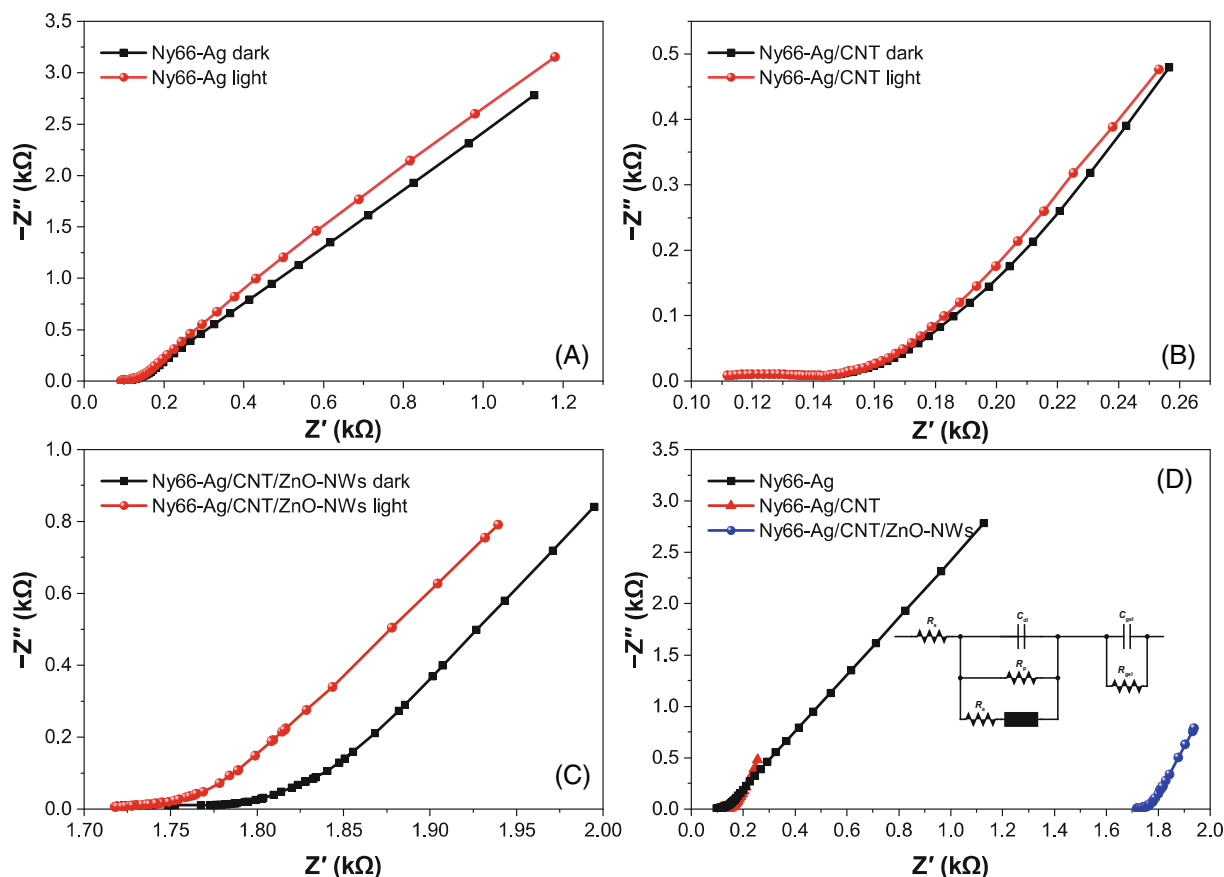 3.5
3.0
2.5
2.0
1.5
1.0
0.5
0.0
–Z″ (kΩ)
Ny66-Ag dark
Ny66-Ag light
(A)
0.0 0.2 0.4 0.6 0.8 1.0 1.2
Z′ (kΩ)
0.5
0.4
0.3
0.2
0.1
0.0
–Z″ (kΩ)
Ny66-Ag/CNT dark
Ny66-Ag/CNT light
(B)
0.10 0.12 0.14 0.16 0.18 0.20 0.22 0.24 0.26
Z′ (kΩ)
1.0
0.8
0.6
0.4
0.2
0.0
–Z″ (kΩ)
Ny66-Ag/CNT/ZnO-NWs dark
Ny66-Ag/CNT/ZnO-NWs light
(C)
1.70 1.75 1.80 1.85 1.90 1.95 2.00
Z′ (kΩ)
3.5
3.0
2.5
2.0
1.5
1.0
0.5
0.0
–Z″ (kΩ)
Ny66-Ag
Ny66-Ag/CNT
Ny66-Ag/CNT/ZnO-NWs
(D)
Rs Cdl Cgel
Rp Rgel
Re
0.0 0.2 0.4 0.6 0.8 1.0 1.2 1.4 1.6 1.8 2.0
Z′ (kΩ)